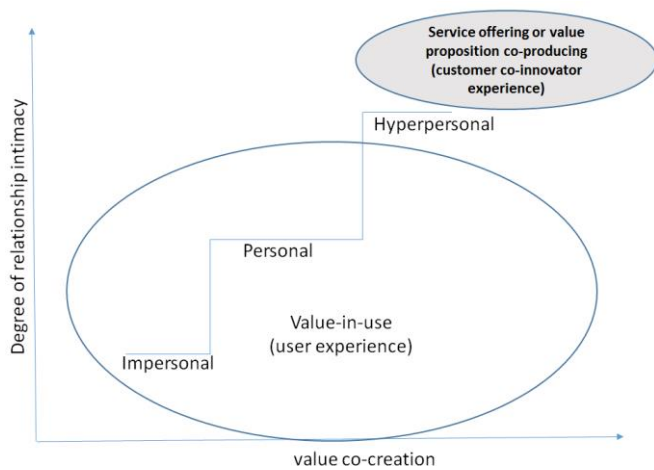 Service offering or value
proposition co-producing
(customer co-innovator
experience)
Hyperpersonal
Degree of relationship intimacy
Personal
Value-in-use
(user experience)
Impersonal
value co-creation